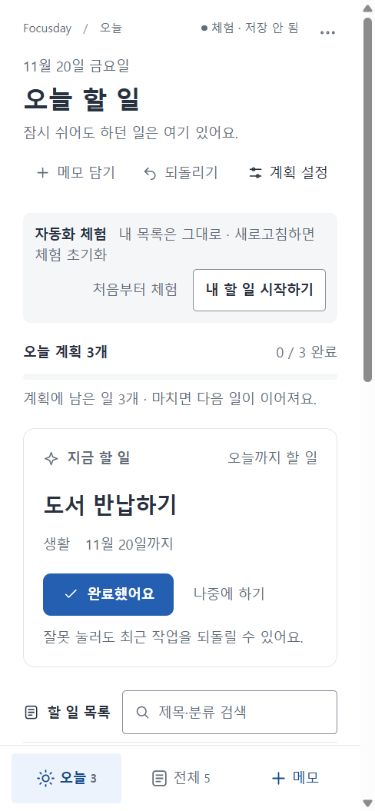 Focusday / 오늘 ● 체험 · 저장 안 됨 ...
11월 20일 금요일
오늘 할 일
잠시 쉬어도 하던 일은 여기 있어요.
메모 담기 되돌리기 계획 설정
자동화 체험 내 목록은 그대로 · 새로고침하면
체험 초기화
처음부터 체험 내 할 일 시작하기
오늘 계획 3개 0 / 3 완료
계획에 남은 일 3개 · 마치면 다음 일이 이어져요.
지금 할 일 오늘까지 할 일
도서 반납하기
생활 11월 20일까지
완료했어요 나중에 하기
잘못 눌러도 최근 작업을 되돌릴 수 있어요.
할 일 목록 제목·분류 검색
오늘 3 전체 5 메모